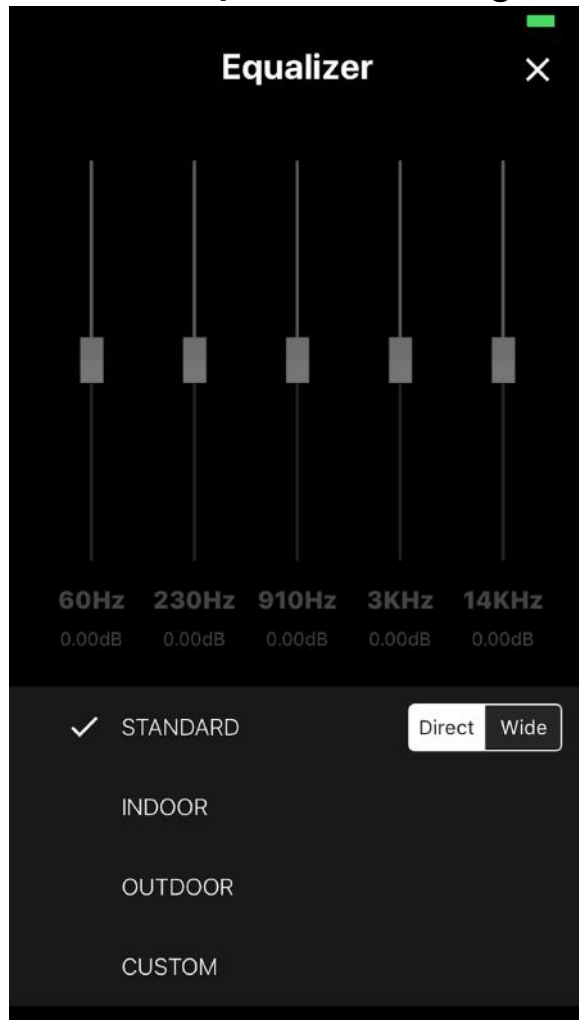 Equalizer
60Hz 230Hz 910Hz 3KHz 14KHz
0.00dB 0.00dB 0.00dB 0.00dB 0.00dB
STANDARD Direct Wide
INDOOR
OUTDOOR
CUSTOM